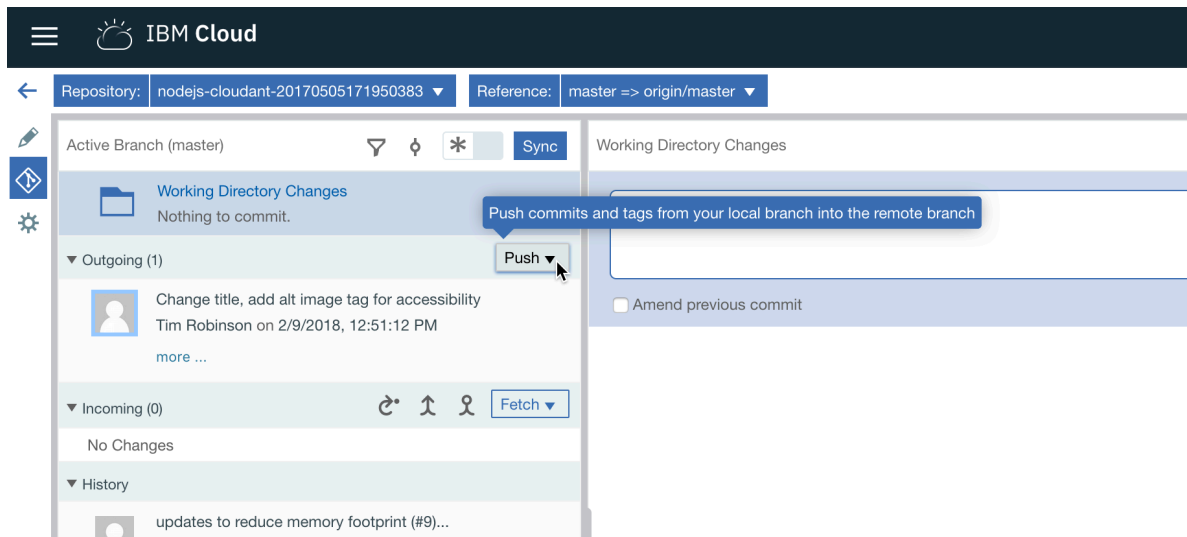 IBM Cloud
Repository: nodejs-cloudant-20170505171950383 Reference: master => origin/master
Active Branch (master) Sync
Working Directory Changes
Nothing to commit.
Outgoing (1) Push
Change title, add alt image tag for accessibility
Tim Robinson on 2/9/2018, 12:51:12 PM
more ...
Incoming (0) Fetch
No Changes
History
updates to reduce memory footprint (#9)...
Working Directory Changes
Push commits and tags from your local branch into the remote branch
Amend previous commit